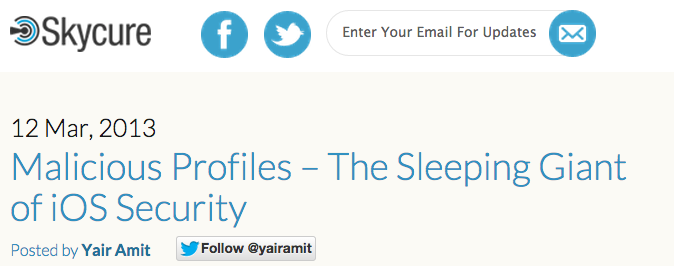 Skycure
Enter Your Email For Updates
12 Mar, 2013
Malicious Profiles – The Sleeping Giant
of iOS Security
Posted by Yair Amit
Follow @yairamit